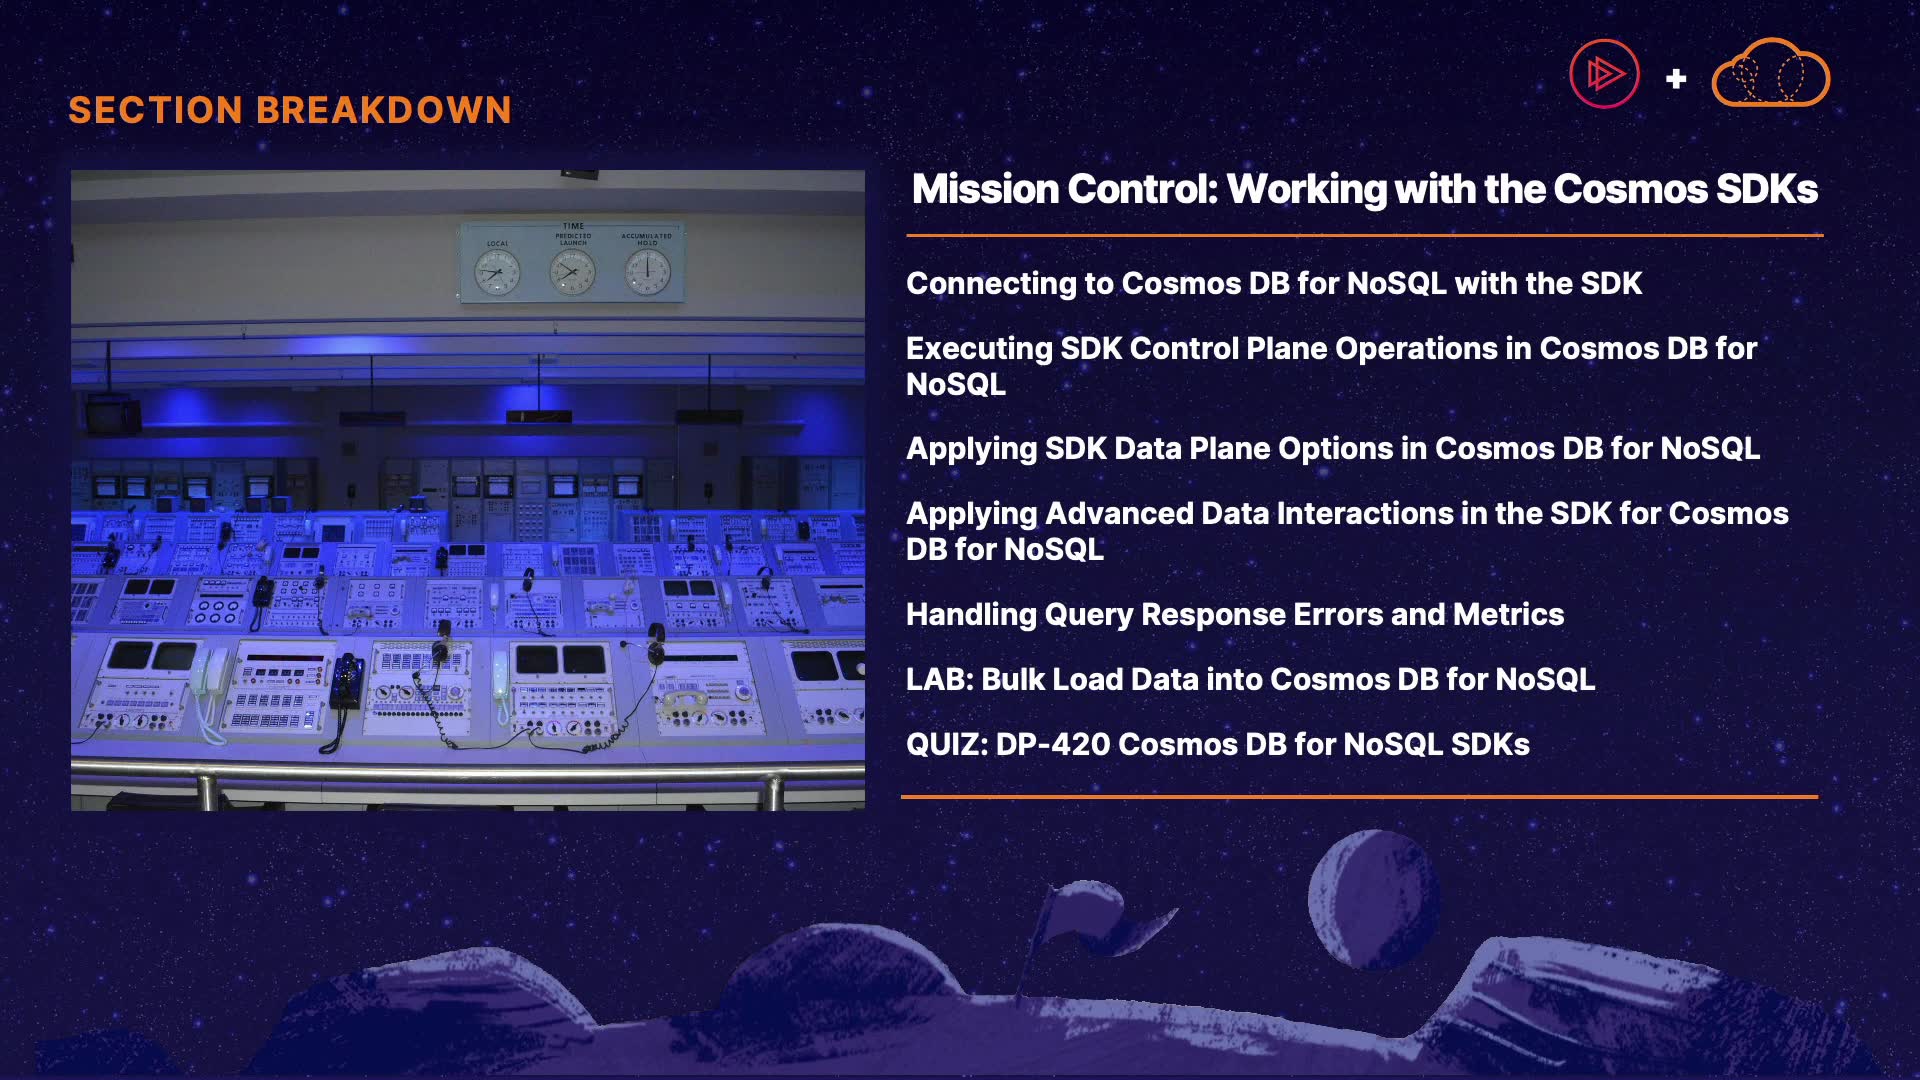 SECTION BREAKDOWN
+
TIME
LOCAL
PREDICTED
LAUNCH
ACCUMULATED
HOLD
Mission Control: Working with the Cosmos SDKs
Connecting to Cosmos DB for NoSQL with the SDK
Executing SDK Control Plane Operations in Cosmos DB for
NoSQL
Applying SDK Data Plane Options in Cosmos DB for NoSQL
Applying Advanced Data Interactions in the SDK for Cosmos
DB for NoSQL
Handling Query Response Errors and Metrics
LAB: Bulk Load Data into Cosmos DB for NoSQL
QUIZ: DP-420 Cosmos DB for NoSQL SDKs